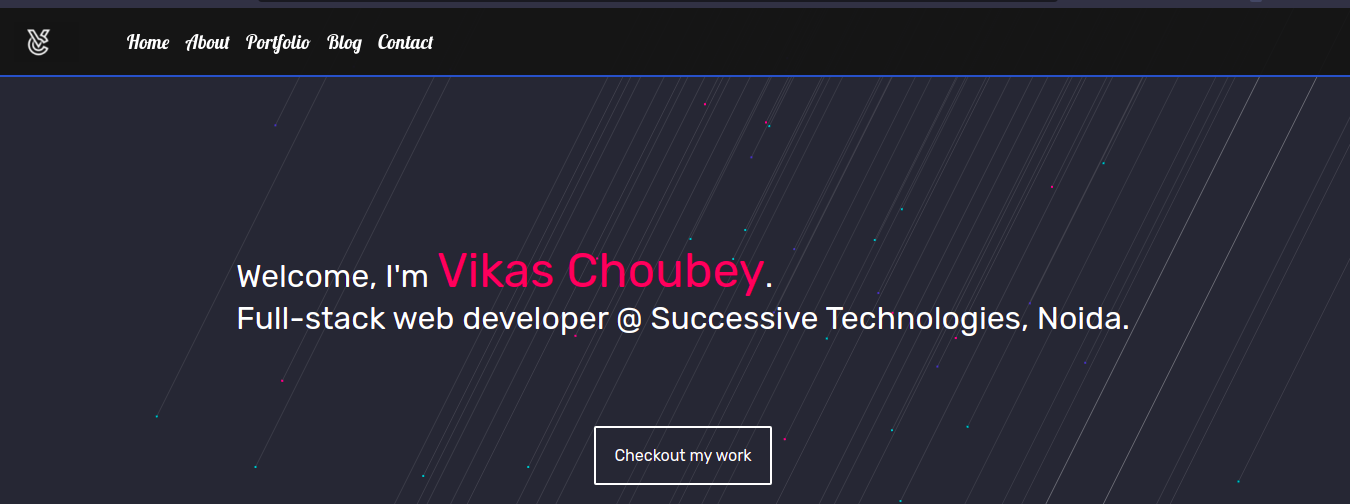 Home About Portfolio Blog Contact
Welcome, I'm Vikas Choubey.
Full-stack web developer @ Successive Technologies, Noida.
Checkout my work